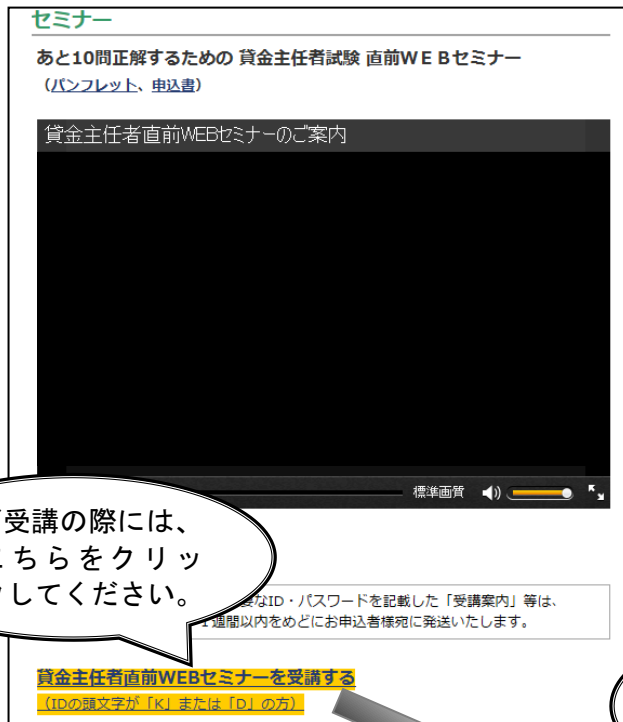 セミナー
あと10問正解するための 貸金主任者試験 直前ＷＥＢセミナー
（パンフレット、申込書）
貸金主任者直前WEBセミナーのご案内
標準画質
受講の際には、
こちらをクリッ
クしてください。
なID・パスワードを記載した「受講案内」等は、
１週間以内をめどにお申込者様宛に発送いたします。
貸金主任者直前WEBセミナーを受講する
（IDの頭文字が「K」または「D」の方）